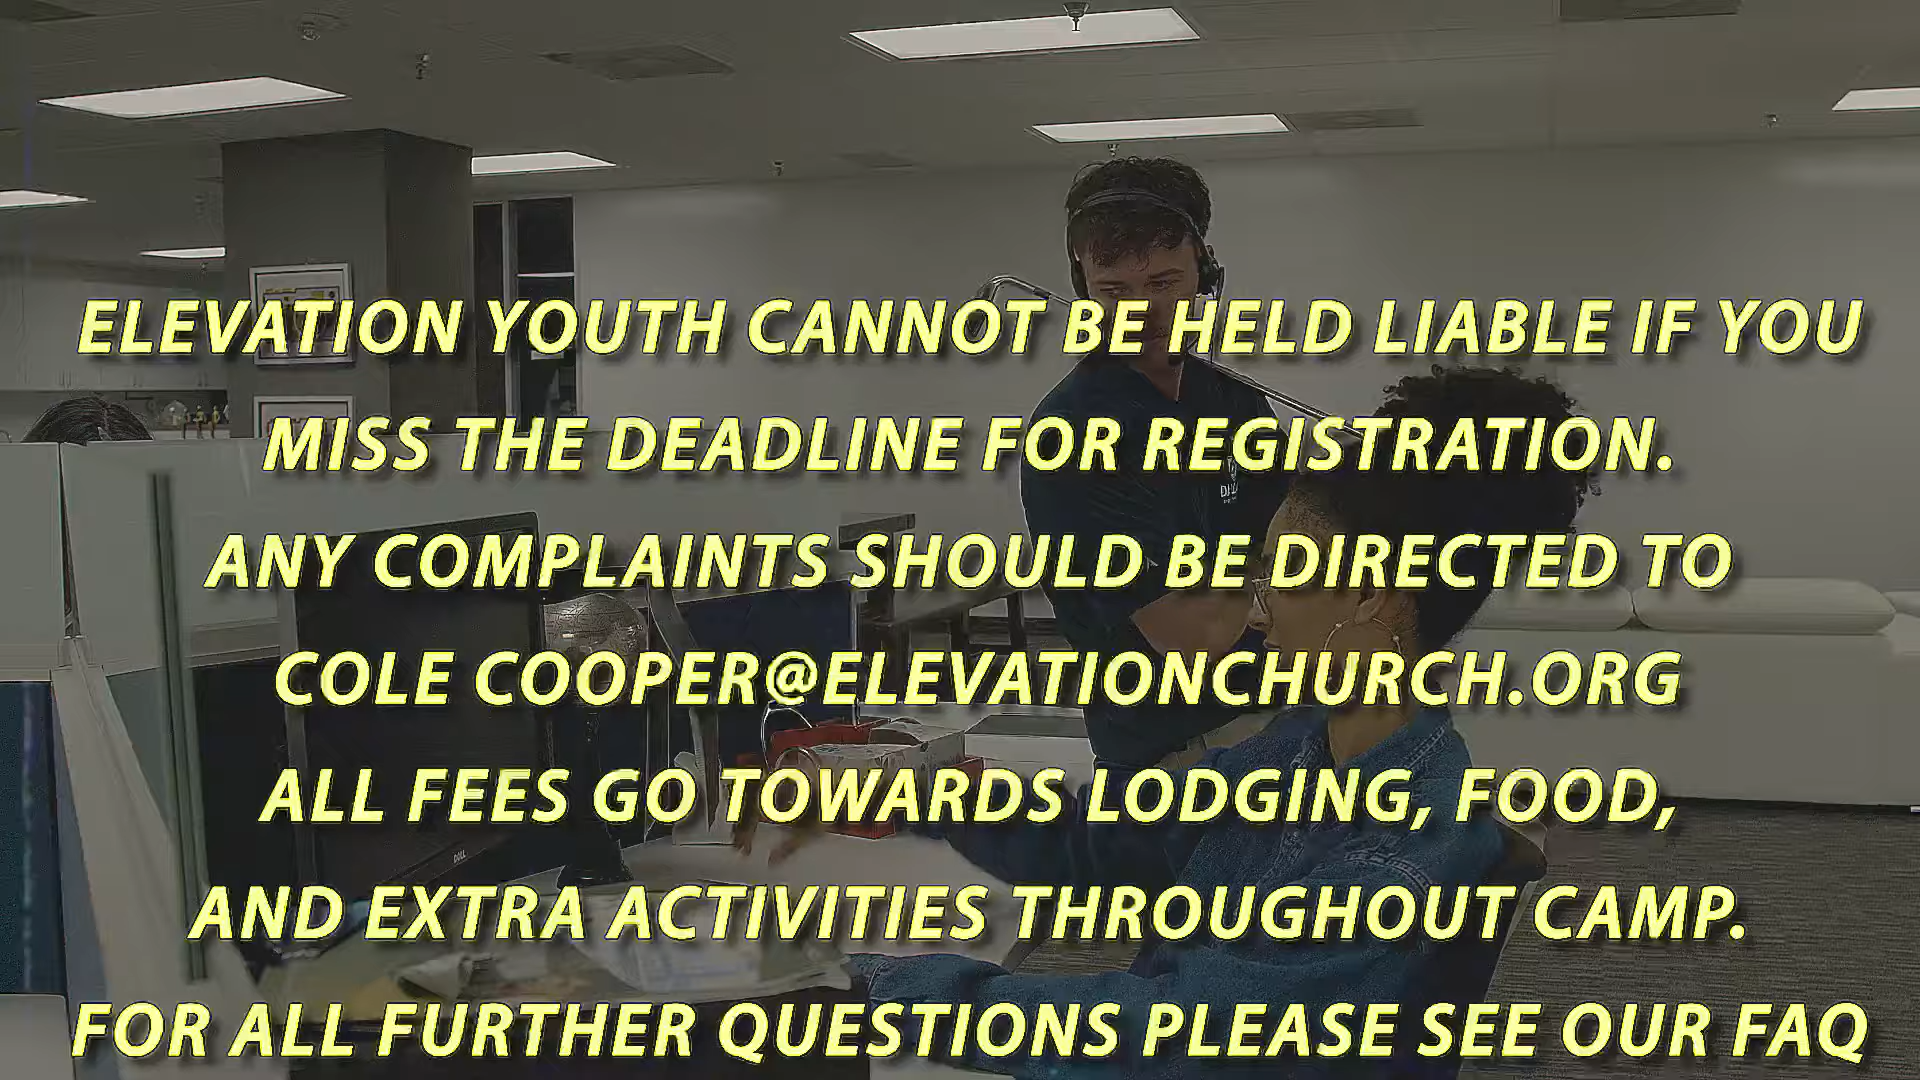 ELEVATION YOUTH CANNOT BE HELD LIABLE IF YOU
MISS THE DEADLINE FOR REGISTRATION.
ANY COMPLAINTS SHOULD BE DIRECTED TO
COLE COOPER@ELEVATIONCHURCH.ORG
ALL FEES GO TOWARDS LODGING, FOOD,
AND EXTRA ACTIVITIES THROUGHOUT CAMP.
FOR ALL FURTHER QUESTIONS PLEASE SEE OUR FAQ
DELL